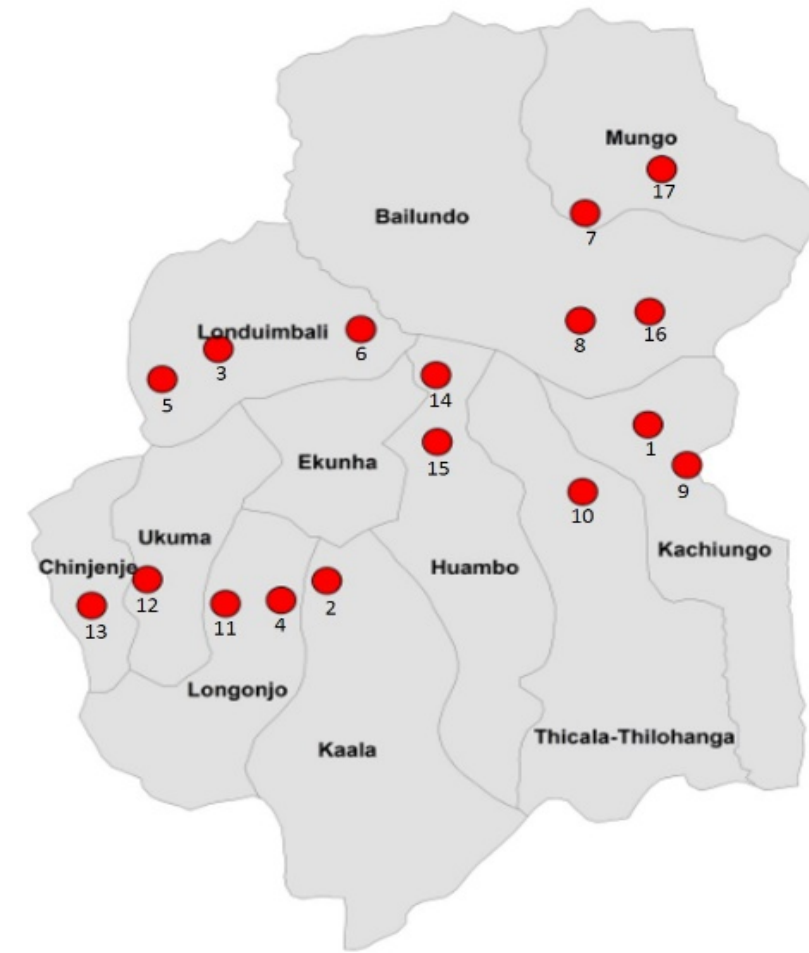 Mungo
17
Bailundo
7
Londuimbali
6
8
16
3
5
14
1
15
Ekunha
9
10
Ukuma
Kachiungo
Chinjenje
Huambo
12
2
13
11
4
Longonjo
Thicala-Thilohanga
Kaala